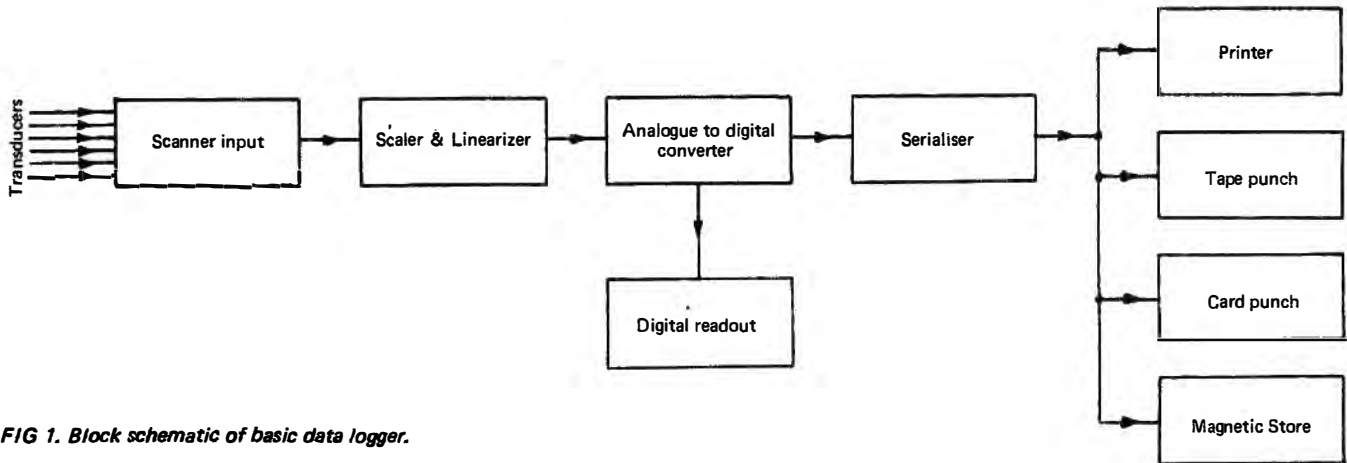 Transducers
Scanner input
Scaler & Linearizer
Analogue to digital
converter
Serialiser
Digital readout
Printer
Tape punch
Card punch
Magnetic Store
FIG 1. Block schematic of basic data logger.